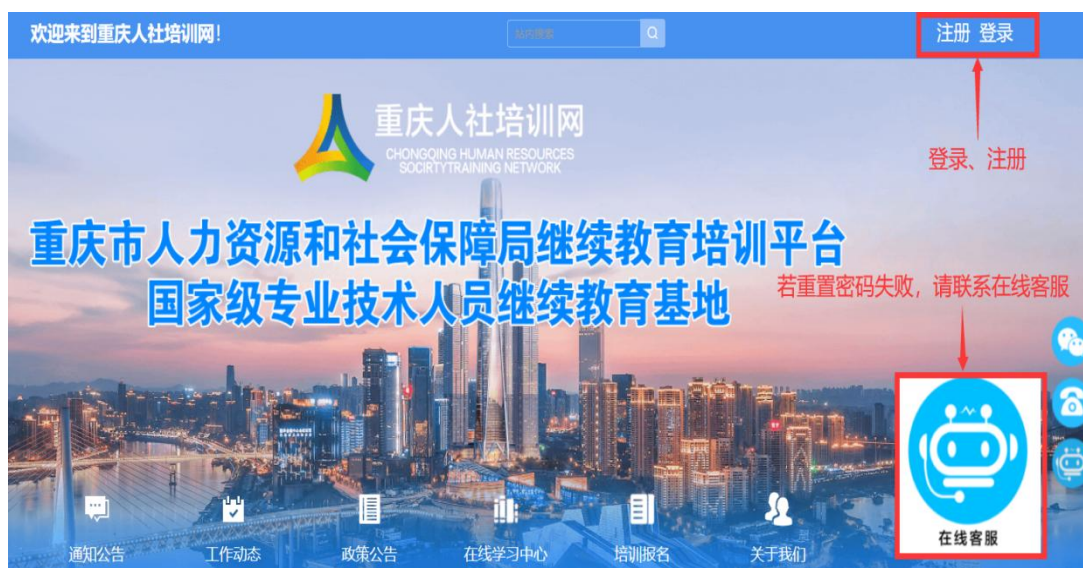 欢迎来到重庆人社培训网！
站内搜索
注册 登录
登录、注册
重庆人社培训网
CHONGQING HUMAN RESOURCES
SOCIRTYTRAINING NETWORK
重庆市人力资源和社会保障局继续教育培训平台
国家级专业技术人员继续教育基地
若重置密码失败，请联系在线客服
在线客服
通知公告
工作动态
政策公告
在线学习中心
培训报名
关于我们